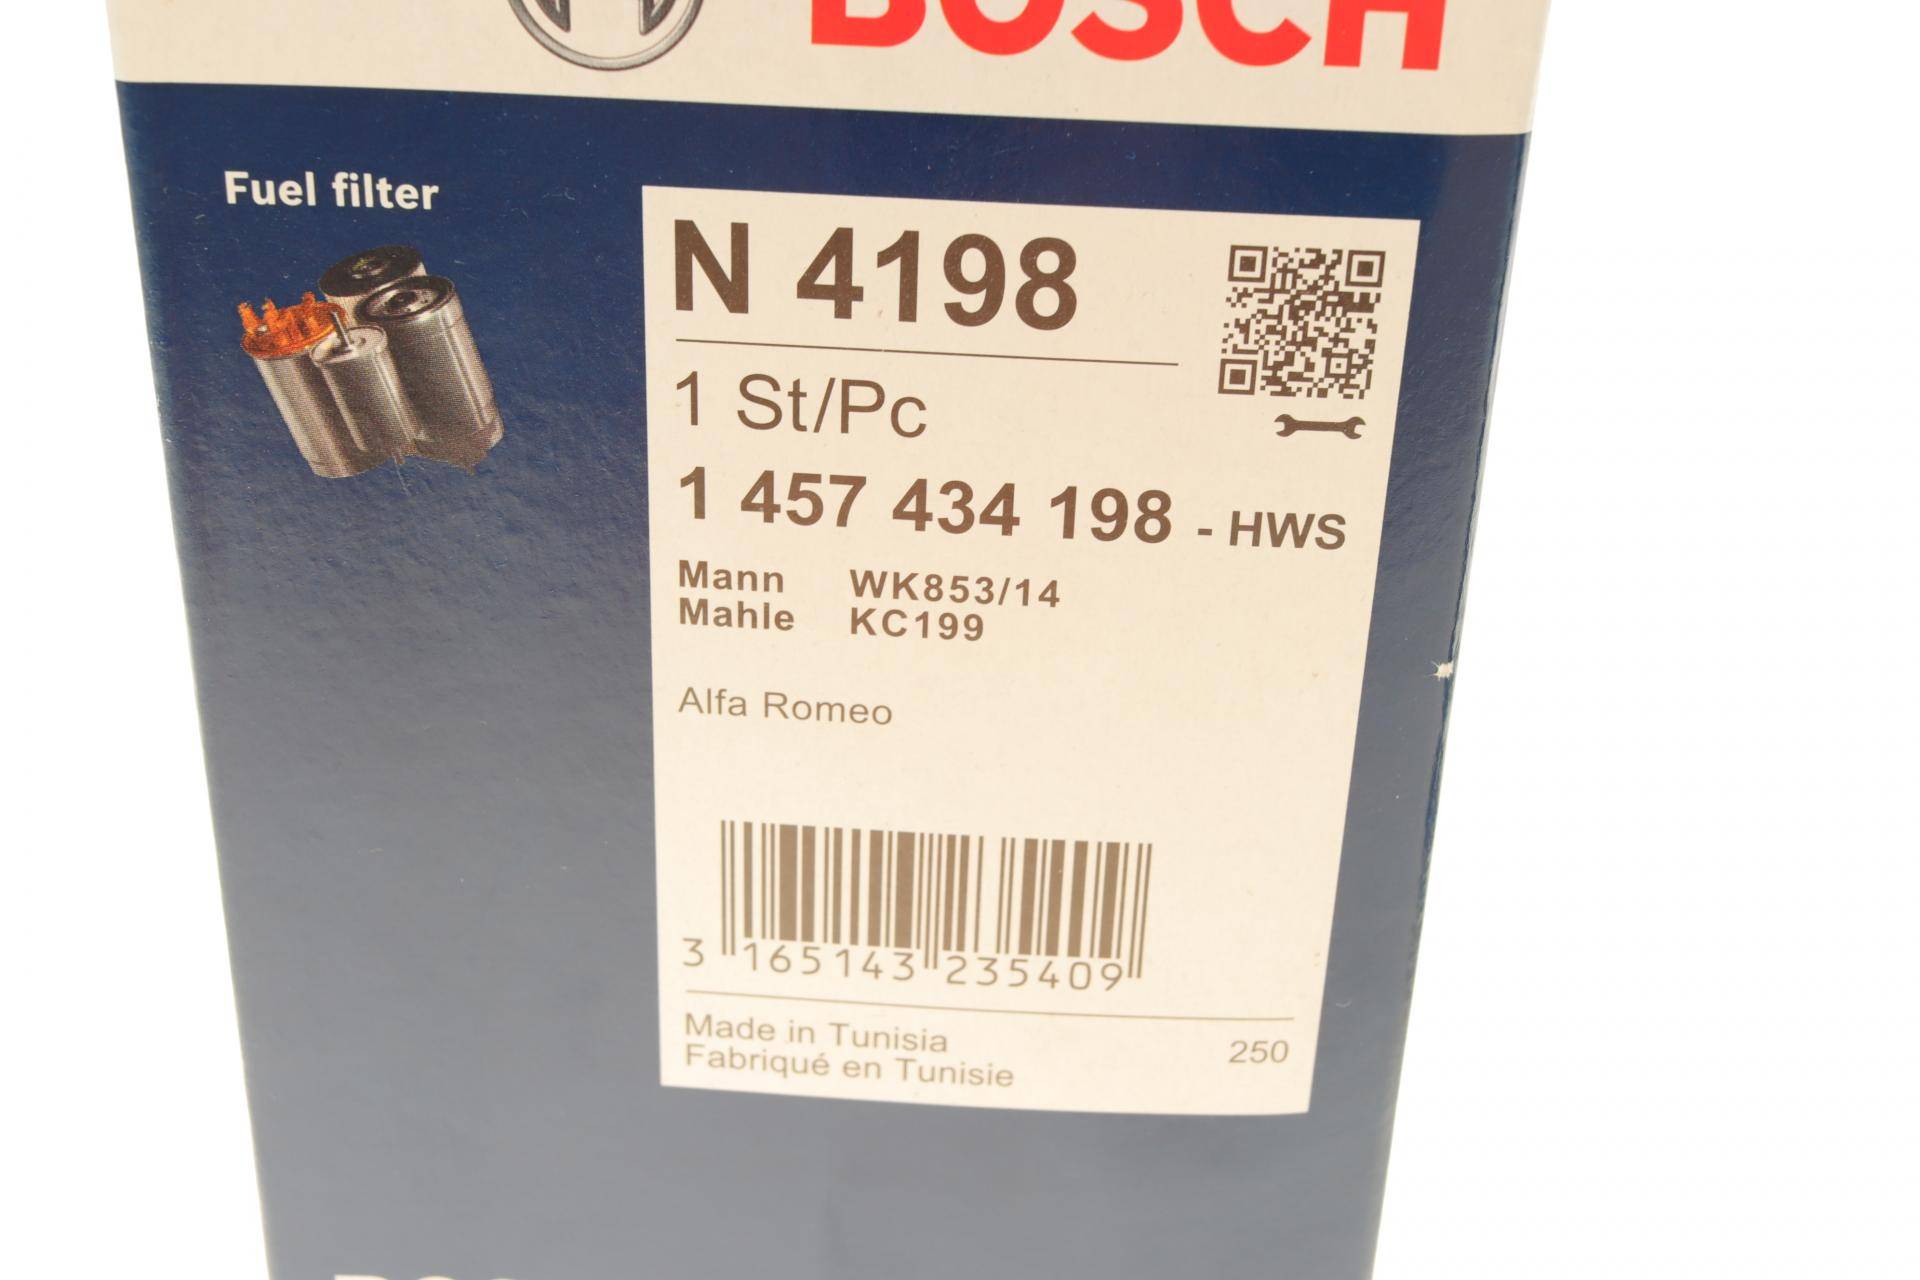 BOSCH
Fuel filter
N 4198
1 St/Pc
1 457 434 198 - HWS
Mann WK853/14
Mahle KC199
Alfa Romeo
3 165143 235409
Made in Tunisia
Fabriqué en Tunisie 250